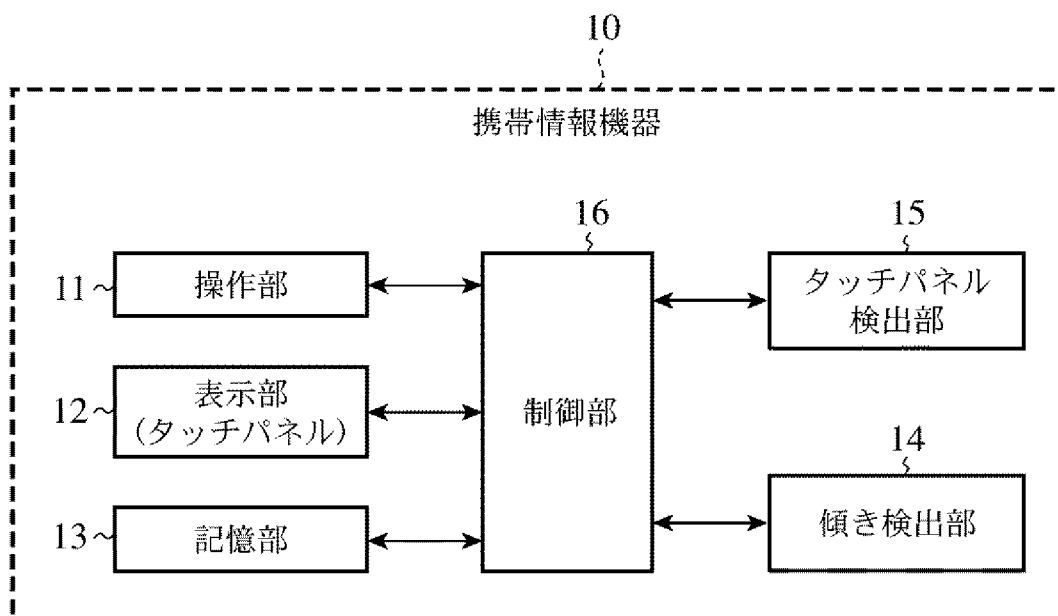 10
携帯情報機器
16
15
11
操作部
タッチパネル
検出部
12
表示部
(タッチパネル)
制御部
14
13
記憶部
傾き検出部